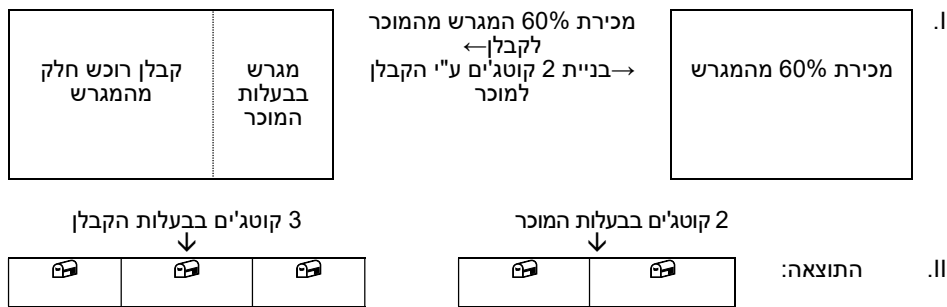 I.
מכירת 60% מהמגרש
מכירת 60% המגרש מהמוכר
לקבלן←
→בניית 2 קוטג'ים ע"י הקבלן
למוכר
מגרש
בבעלות
המוכר
קבלן רוכש חלק
מהמגרש
II. התוצאה:
2 קוטג'ים בבעלות המוכר
↓
3 קוטג'ים בבעלות הקבלן
↓